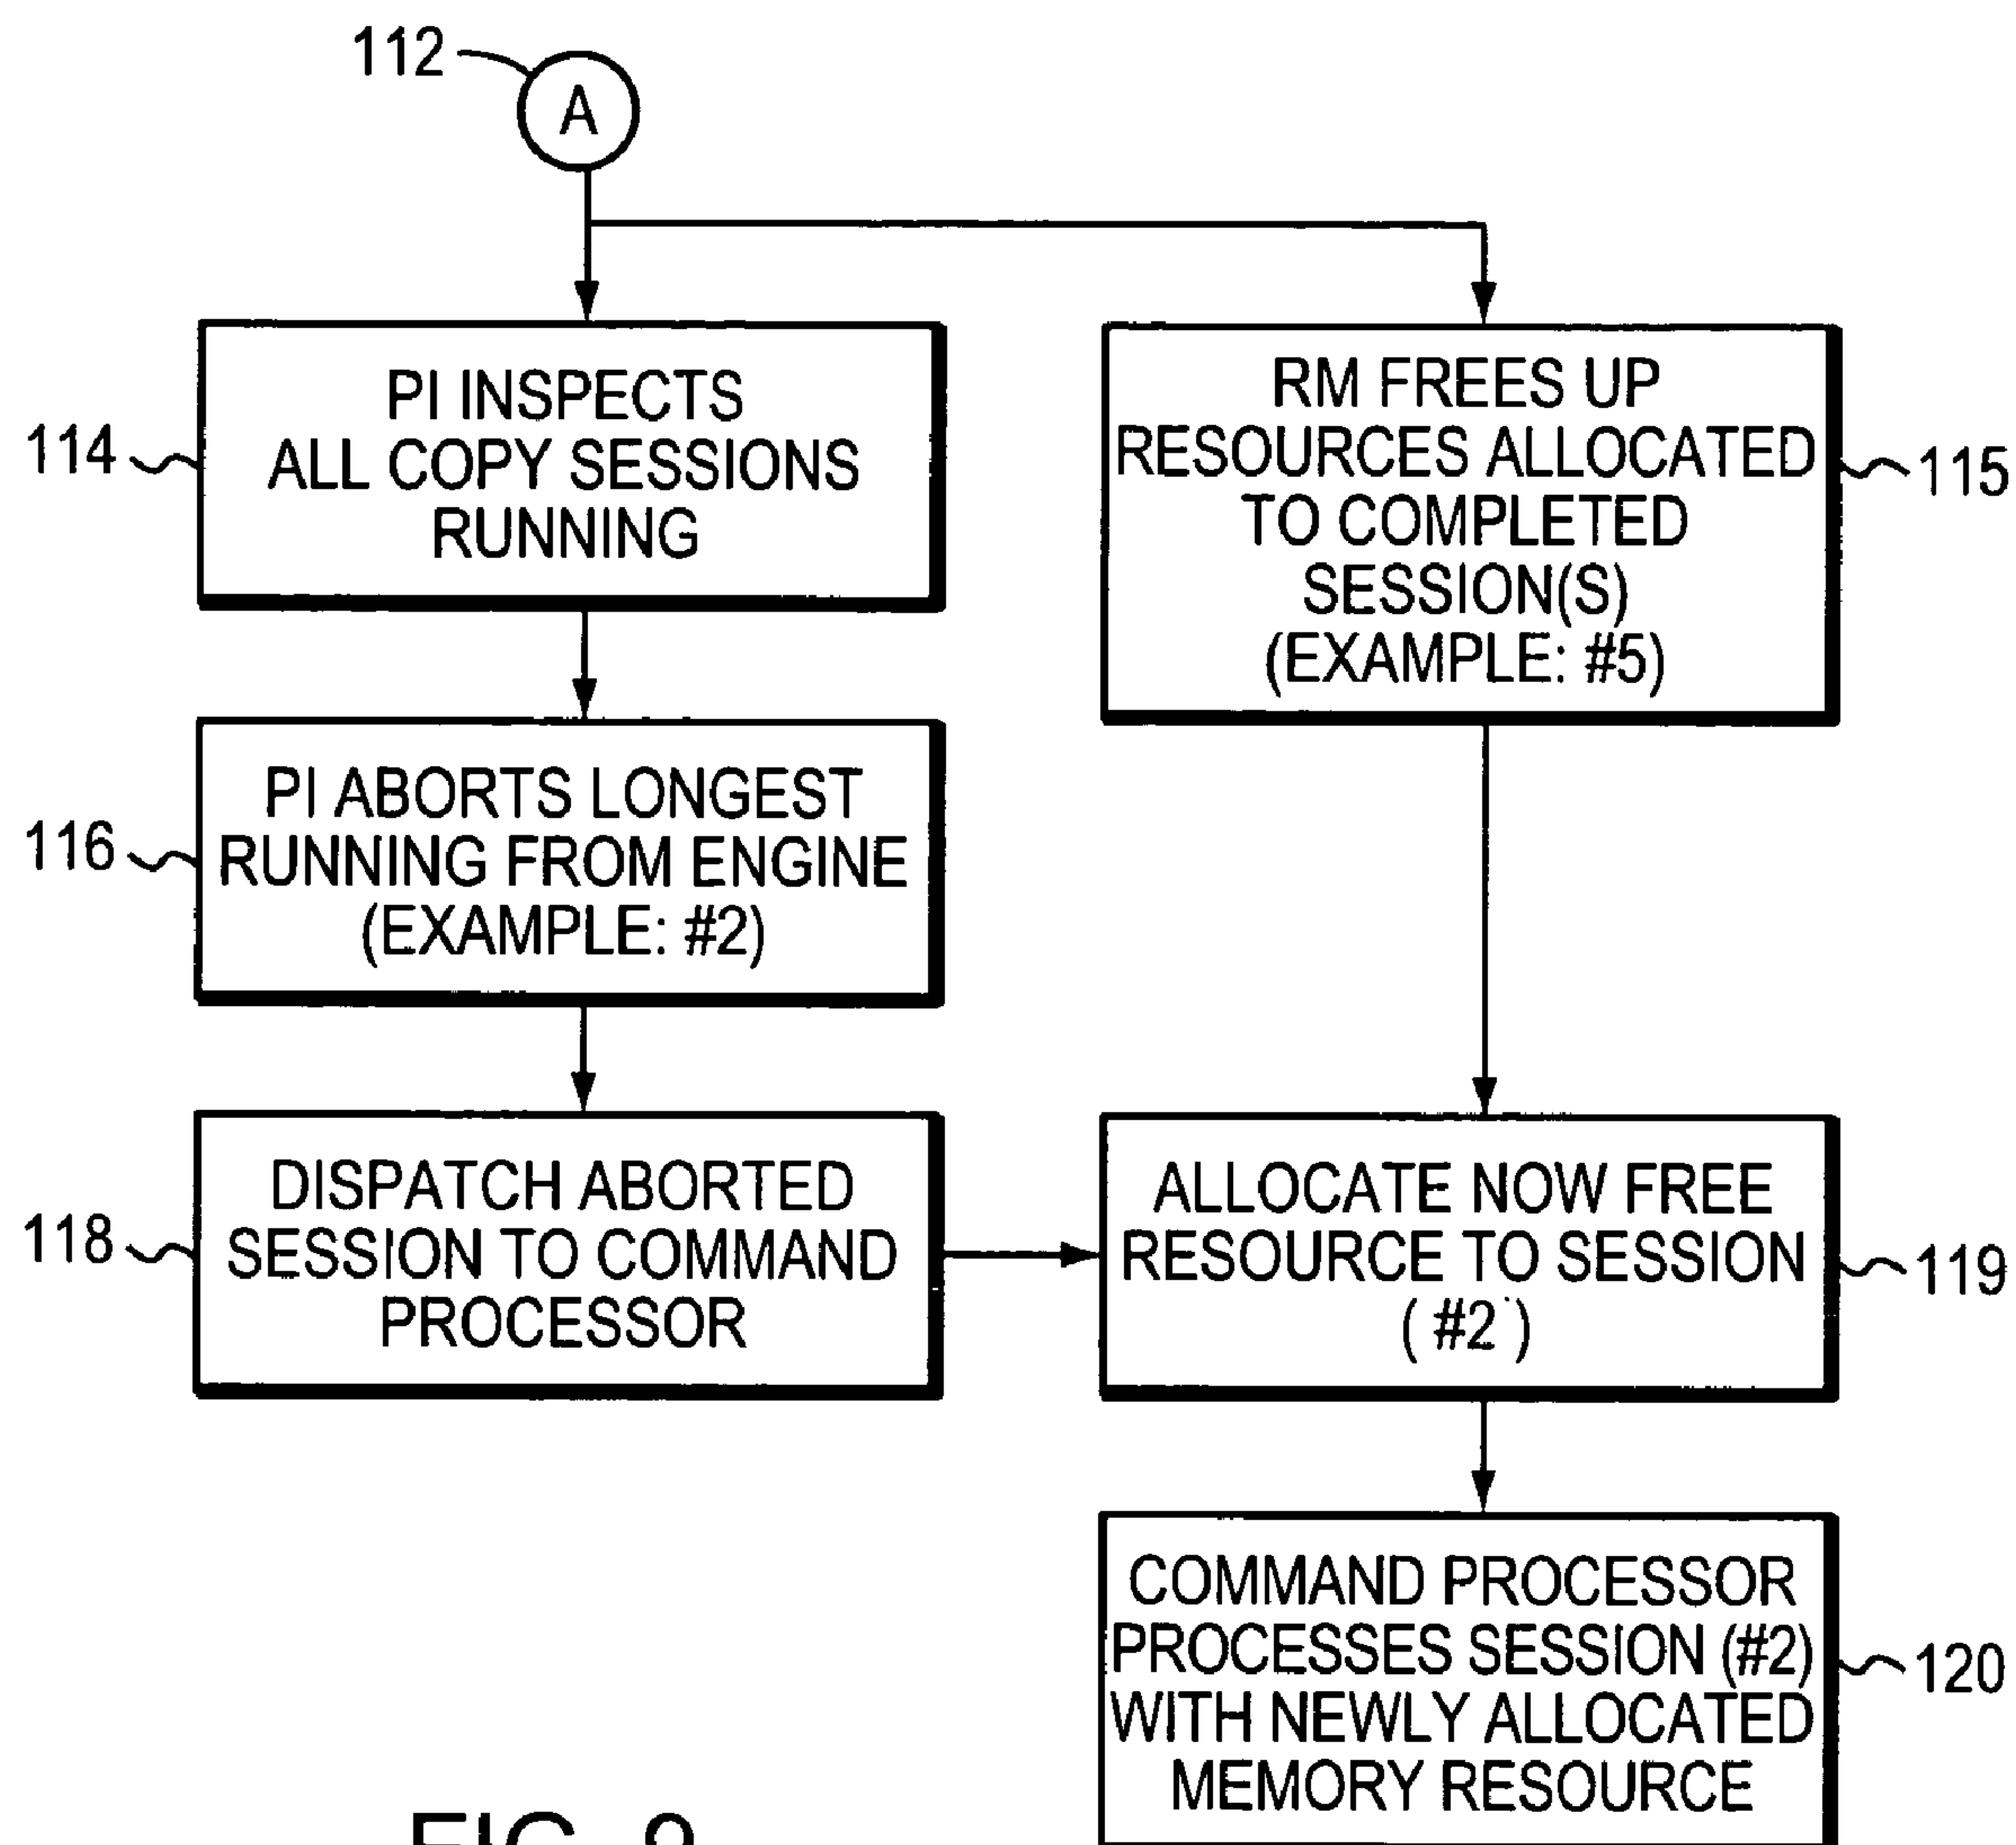 112
A
114
PI INSPECTS
ALL COPY SESSIONS
RUNNING
RM FREES UP
RESOURCES ALLOCATED
TO COMPLETED
SESSION(S)
(EXAMPLE: #5)
115
116
PI ABORTS LONGEST
RUNNING FROM ENGINE
(EXAMPLE: #2)
118
DISPATCH ABORTED
SESSION TO COMMAND
PROCESSOR
ALLOCATE NOW FREE
RESOURCE TO SESSION
( #2 )
119
COMMAND PROCESSOR
PROCESSES SESSION (#2)
WITH NEWLY ALLOCATED
MEMORY RESOURCE
120